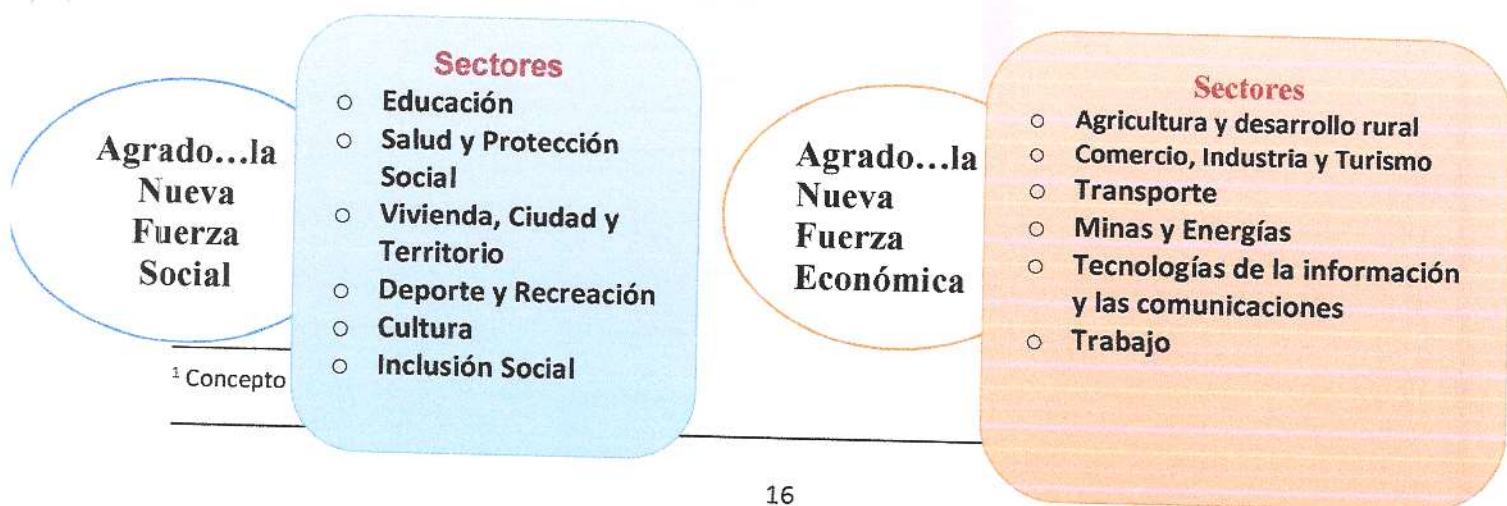 Agrado...la
Nueva
Fuerza
Social
Sectores
○ Educación
○ Salud y Protección
Social
○ Vivienda, Ciudad y
Territorio
○ Deporte y Recreación
○ Cultura
○ Inclusión Social
Agrado...la
Nueva
Fuerza
Económica
Sectores
○ Agricultura y desarrollo rural
○ Comercio, Industria y Turismo
○ Transporte
○ Minas y Energías
○ Tecnologías de la información
y las comunicaciones
○ Trabajo
¹ Concepto
16